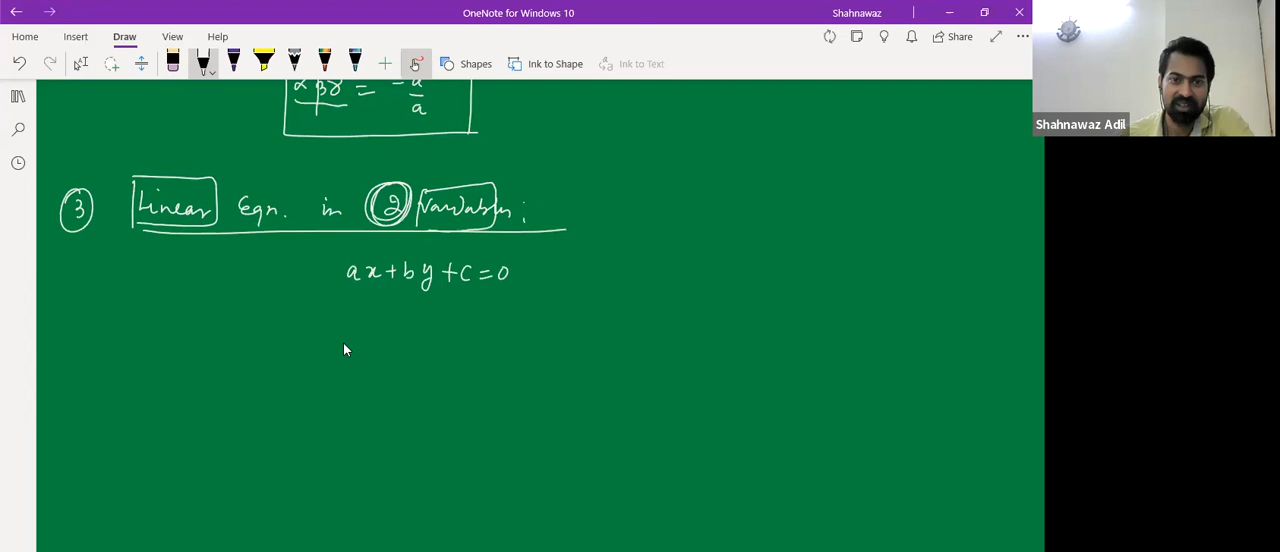 OneNote for Windows 10
Shahnawaz
Home Insert Draw View Help
Share
Shapes Ink to Shape Ink to Text
Shahnawaz Adil
αβγ = -d/a
3 Linear Eqn. in 2 Variables:
ax+by+c=0